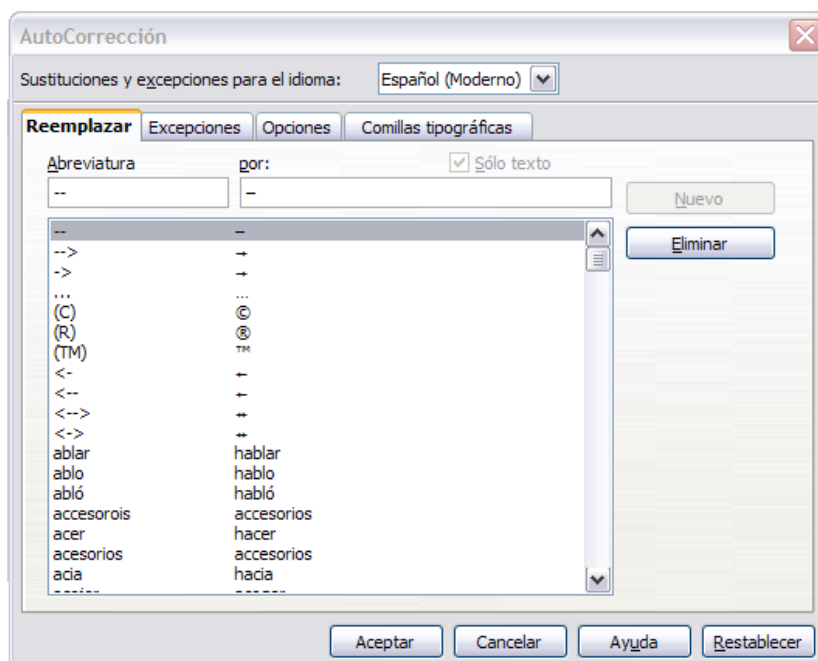 AutoCorrección
Sustituciones y excepciones para el idioma: Español (Moderno)
Reemplazar Excepciones Opciones Comillas tipográficas
Abreviatura por: Sólo texto
-- –
Nuevo
-- –
Eliminar
--> →
-> →
... …
(C) ©
(R) ®
(TM) ™
<- ←
<-- ←
<--> ↔
<-> ↔
ablar hablar
ablo hablo
abló habló
accesorois accesorios
acer hacer
acesorios accesorios
acia hacia
Aceptar Cancelar Ayuda Restablecer